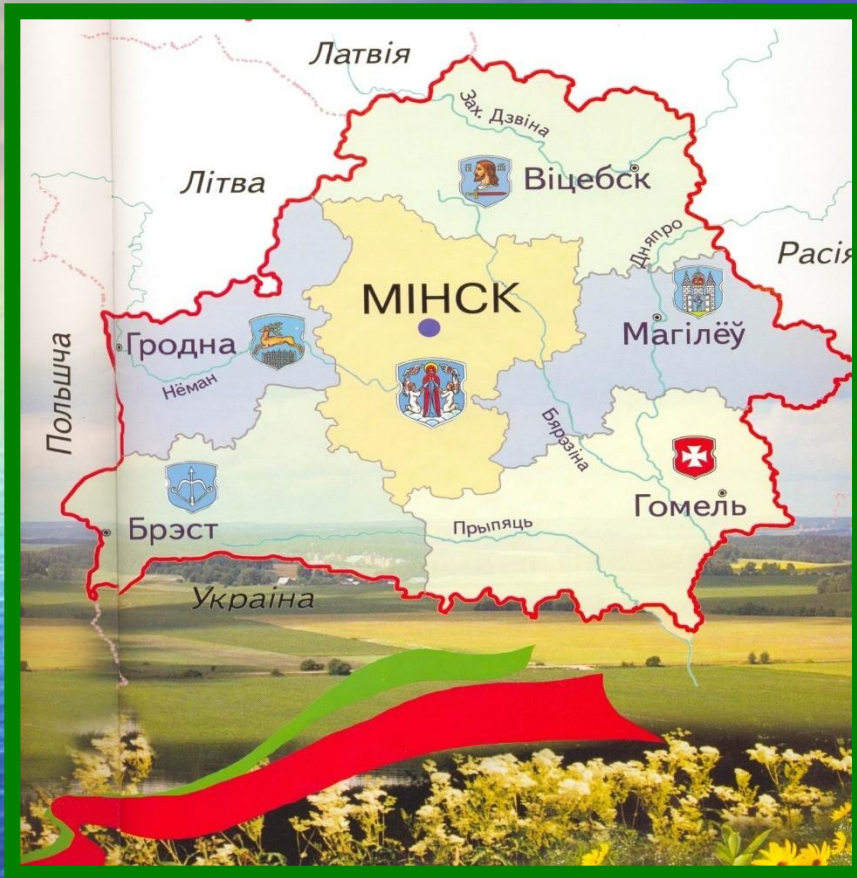 Латвія
Зах. Дзвіна
Літва
Віцебск
Дняпро
Расія
МІНСК
Магілёў
Гродна
Нёман
Польшча
Бярэзіна
Гомель
Брэст
Прыпяць
Украіна